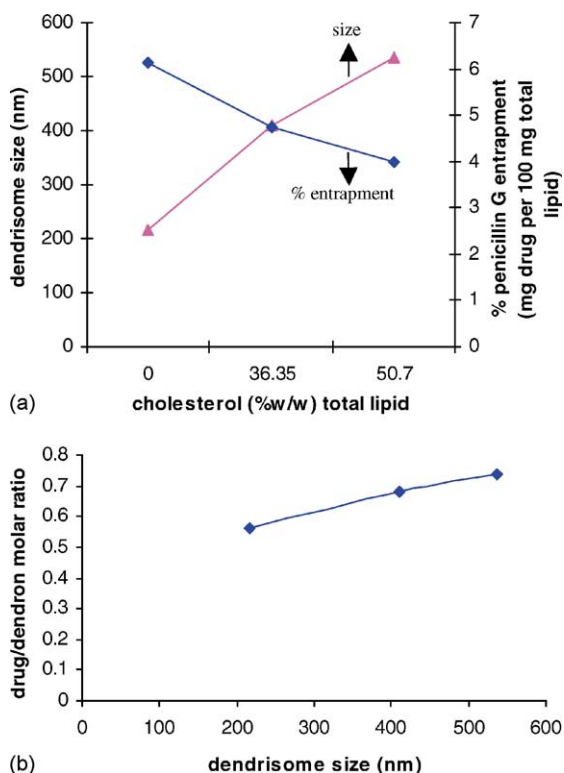 600
500
400
300
200
100
0
dendrisome size (nm)
size
% entrapment
7
6
5
4
3
2
1
0
% penicillin G entrapment
(mg drug per 100 mg total
lipid)
0 36.35 50.7
(a) cholesterol (%w/w) total lipid
0.8
0.7
0.6
0.5
0.4
0.3
0.2
0.1
0
drug/dendron molar ratio
0 100 200 300 400 500 600
(b) dendrisome size (nm)